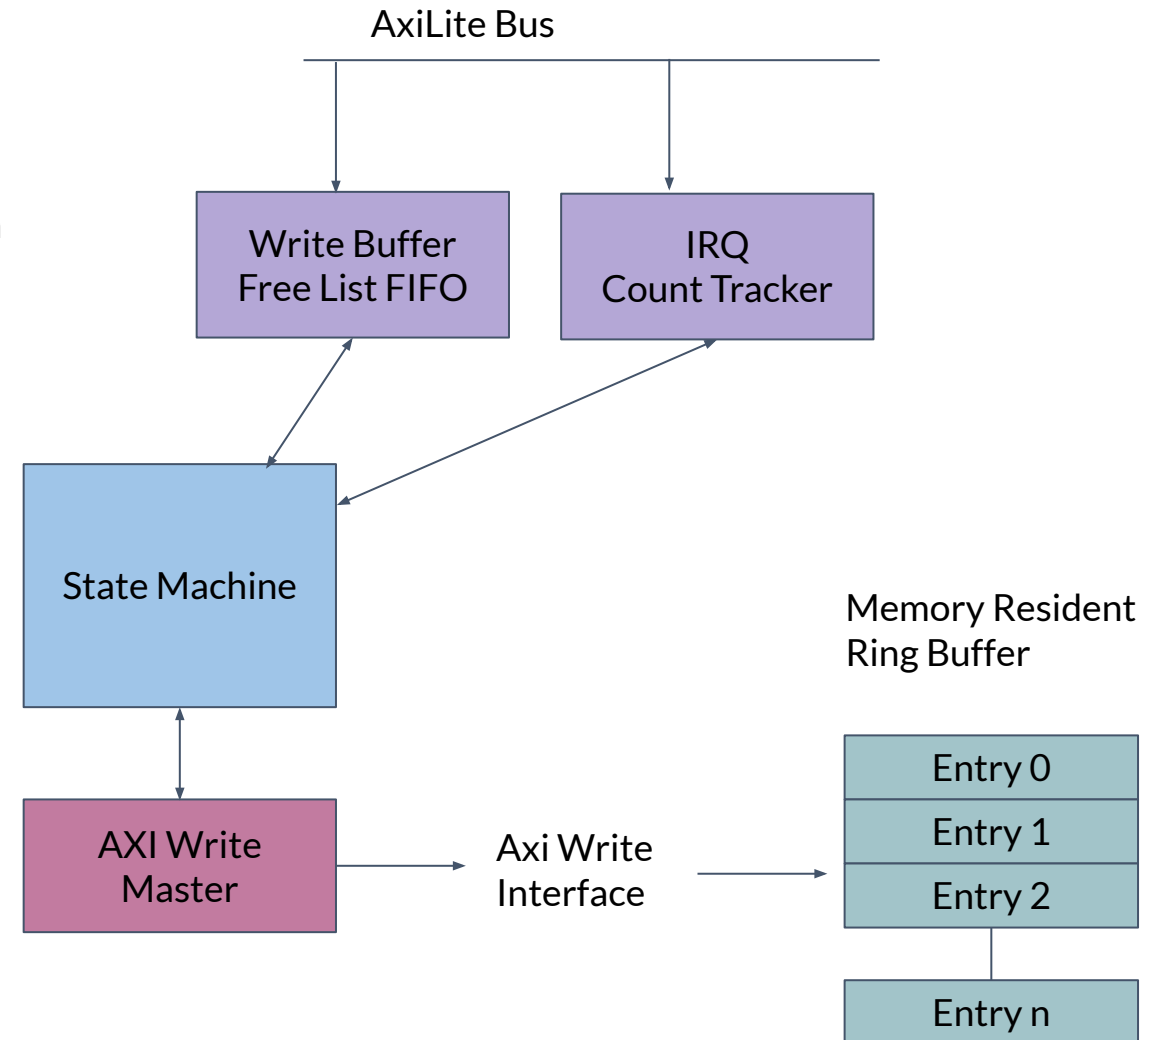 AxiLite Bus
Write Buffer
Free List FIFO
IRQ
Count Tracker
State Machine
Memory Resident
Ring Buffer
Entry 0
Entry 1
Entry 2
Entry n
AXI Write
Master
Axi Write
Interface